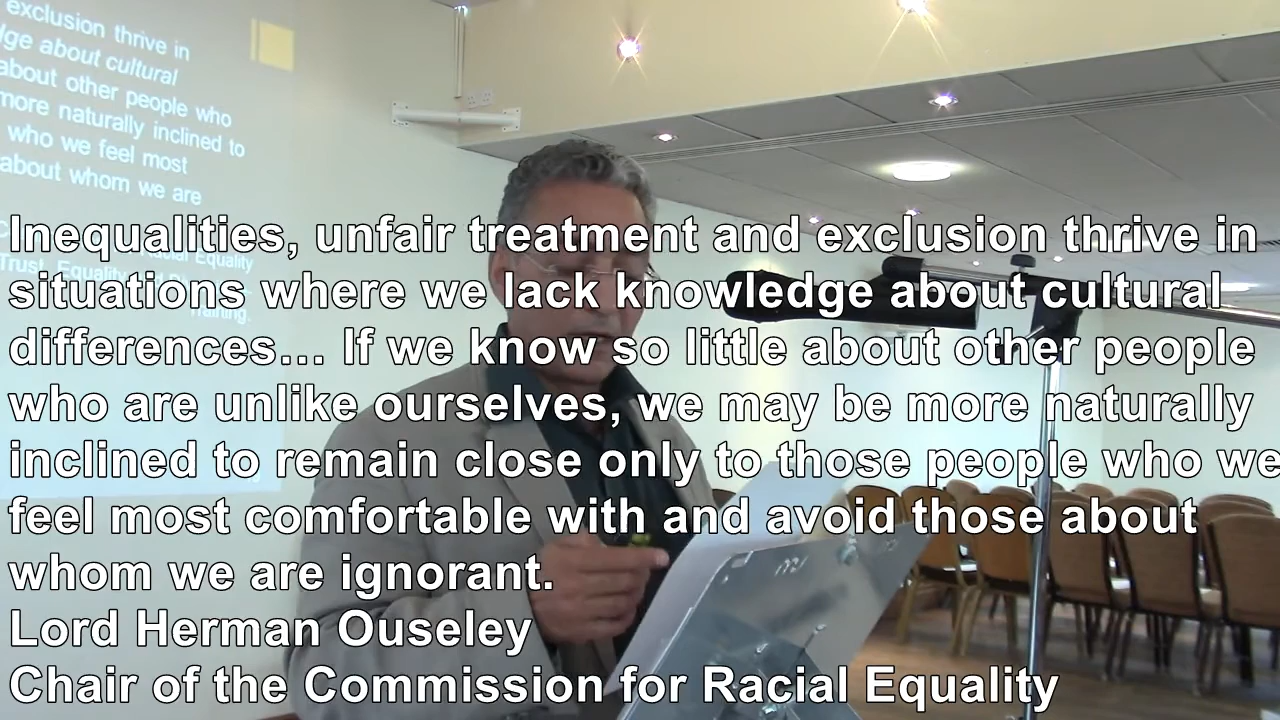 exclusion thrive in
about cultural
about other people who
more naturally inclined to
who we feel most
about whom we are
Equality
Trust, Equality
Training.
Inequalities, unfair treatment and exclusion thrive in
situations where we lack knowledge about cultural
differences... If we know so little about other people
who are unlike ourselves, we may be more naturally
inclined to remain close only to those people who we
feel most comfortable with and avoid those about
whom we are ignorant.
Lord Herman Ouseley
Chair of the Commission for Racial Equality